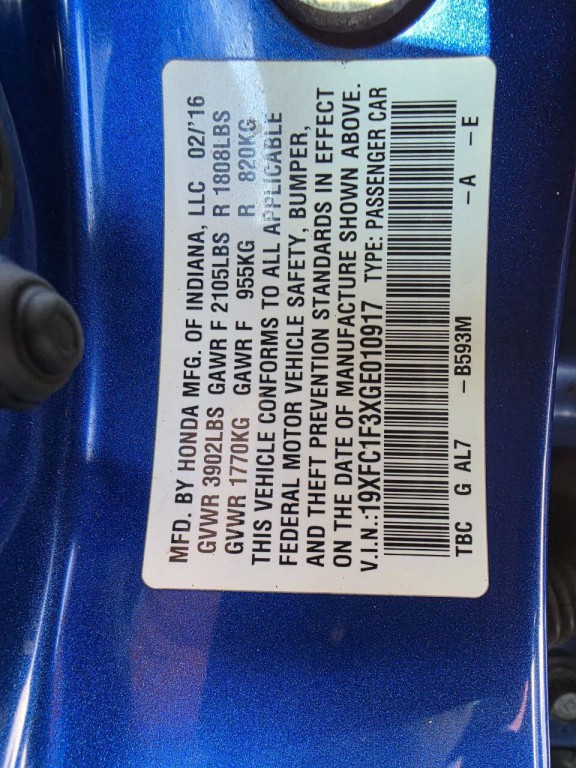 MFD. BY HONDA MFG. OF INDIANA, LLC 02/'16
GVWR 3902LBS GAWR F 2105LBS R 1808LBS
GVWR 1770KG GAWR F 955KG R 820KG
THIS VEHICLE CONFORMS TO ALL APPLICABLE
FEDERAL MOTOR VEHICLE SAFETY, BUMPER,
AND THEFT PREVENTION STANDARDS IN EFFECT
ON THE DATE OF MANUFACTURE SHOWN ABOVE.
V.I.N.:19XFC1F3XGE010917 TYPE: PASSENGER CAR
TBC G AL7 -B593M -A -E